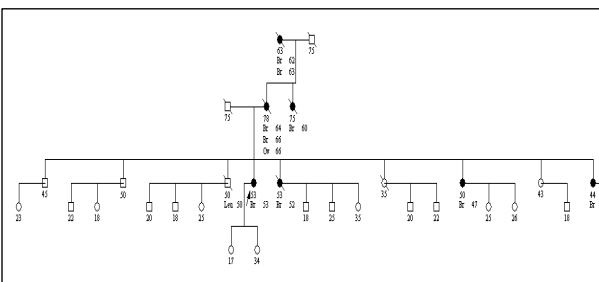 63 75
Br 62
Br 63
75 78 75
Br 64 Br 60
Br 66
Ov 66
45 50 50 53 53 35 50 43 44
Leu 50 Br 53 Br 52 Br 47 Br
23 22 18 20 18 25 18 25 35 20 22 25 26 18
17 34